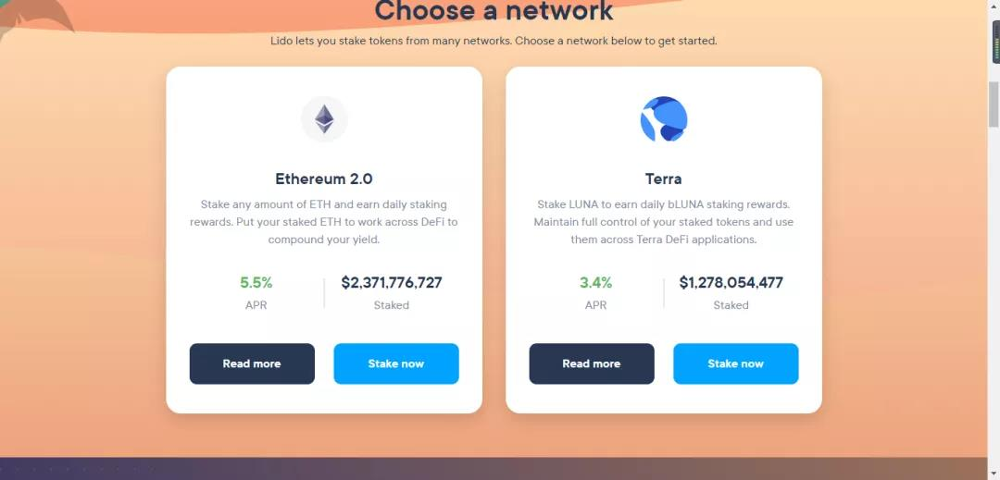 Choose a network
Lido lets you stake tokens from many networks. Choose a network below to get started.
Ethereum 2.0
Stake any amount of ETH and earn daily staking
rewards. Put your staked ETH to work across DeFi to
compound your yield.
5.5%
APR
$2,371,776,727
Staked
Read more
Stake now
Terra
Stake LUNA to earn daily bLUNA staking rewards.
Maintain full control of your staked tokens and use
them across Terra DeFi applications.
3.4%
APR
$1,278,054,477
Staked
Read more
Stake now